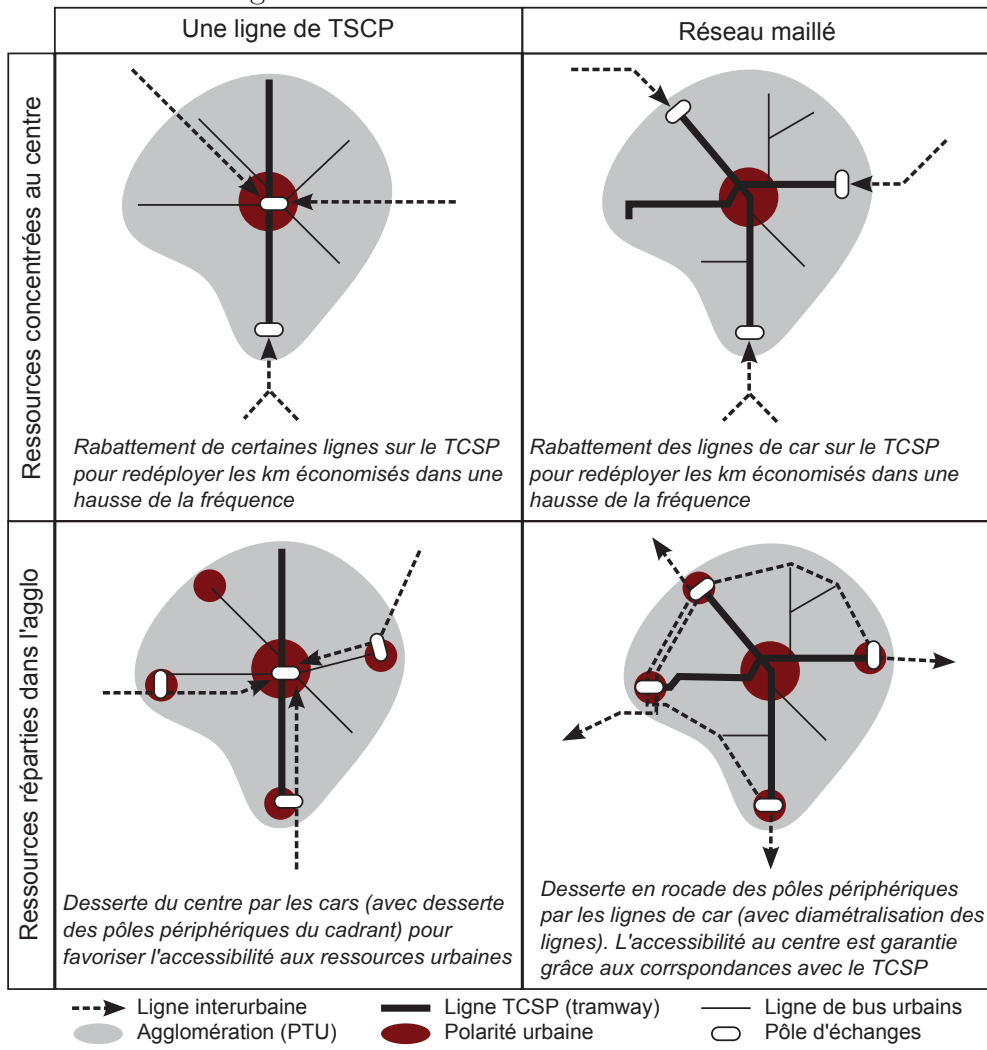 Une ligne de TSCP
Réseau maillé
Ressources concentrées au centre
Rabattement de certaines lignes sur le TCSP
pour redéployer les km économisés dans une
hausse de la fréquence
Rabattement des lignes de car sur le TCSP
pour redéployer les km économisés dans une
hausse de la fréquence
Ressources réparties dans l'agglo
Desserte du centre par les cars (avec desserte
des pôles périphériques du cadrant) pour
favoriser l'accessibilité aux ressources urbaines
Desserte en rocade des pôles périphériques
par les lignes de car (avec diamétralisation des
lignes). L'accessibilité au centre est garantie
grâce aux corrspondances avec le TCSP
Ligne interurbaine
Ligne TCSP (tramway)
Ligne de bus urbains
Agglomération (PTU)
Polarité urbaine
Pôle d'échanges